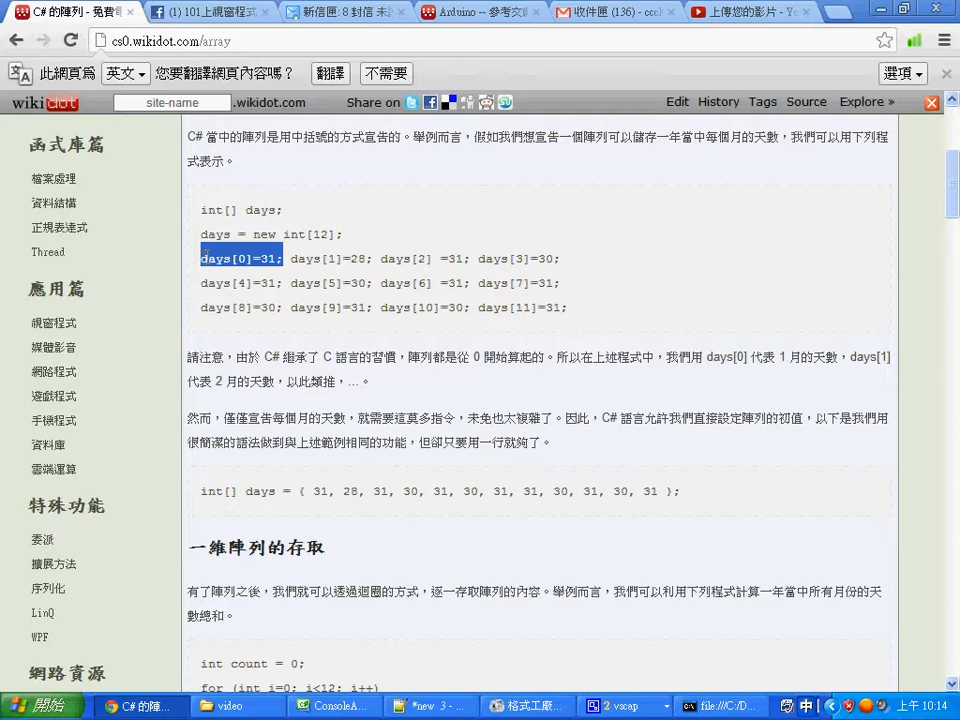 C# 的陣列 - 免費電
(1) 101上視窗程式
新信匣: 8 封信 未
Arduino -- 參考文
收件匣 (136) - ccc
上傳您的影片 - Yo
cs0.wikidot.com/array
此網頁為 英文 您要翻譯網頁內容嗎？ 翻譯 不需要 選項
wikidot site-name .wikidot.com Share on Edit History Tags Source Explore »
函式庫篇
檔案處理
資料結構
正規表達式
Thread
應用篇
視窗程式
媒體影音
網路程式
遊戲程式
手機程式
資料庫
雲端運算
特殊功能
委派
擴展方法
序列化
LinQ
WPF
網路資源
C# 當中的陣列是用中括號的方式宣告的。舉例而言，假如我們想宣告一個陣列可以儲存一年當中每個月的天數，我們可以用下列程
式表示。
int[] days;
days = new int[12];
days[0]=31; days[1]=28; days[2] =31; days[3]=30;
days[4]=31; days[5]=30; days[6] =31; days[7]=31;
days[8]=30; days[9]=31; days[10]=30; days[11]=31;
請注意，由於 C# 繼承了 C 語言的習慣，陣列都是從 0 開始算起的。所以在上述程式中，我們用 days[0] 代表 1 月的天數，days[1]
代表 2 月的天數，以此類推，...。
然而，僅僅宣告每個月的天數，就需要這莫多指令，未免也太複雜了。因此，C# 語言允許我們直接設定陣列的初值，以下是我們用
很簡潔的語法做到與上述範例相同的功能，但卻只要用一行就夠了。
int[] days = { 31, 28, 31, 30, 31, 30, 31, 31, 30, 31, 30, 31 };
一維陣列的存取
有了陣列之後，我們就可以透過迴圈的方式，逐一存取陣列的內容。舉例而言，我們可以利用下列程式計算一年當中所有月份的天
數總和。
int count = 0;
for (int i=0; i<12; i++)
開始 C# 的陣... video ConsoleA... *new 3 - ... 格式工廠... 2 vscap file:///C:/D... 中 上午 10:14